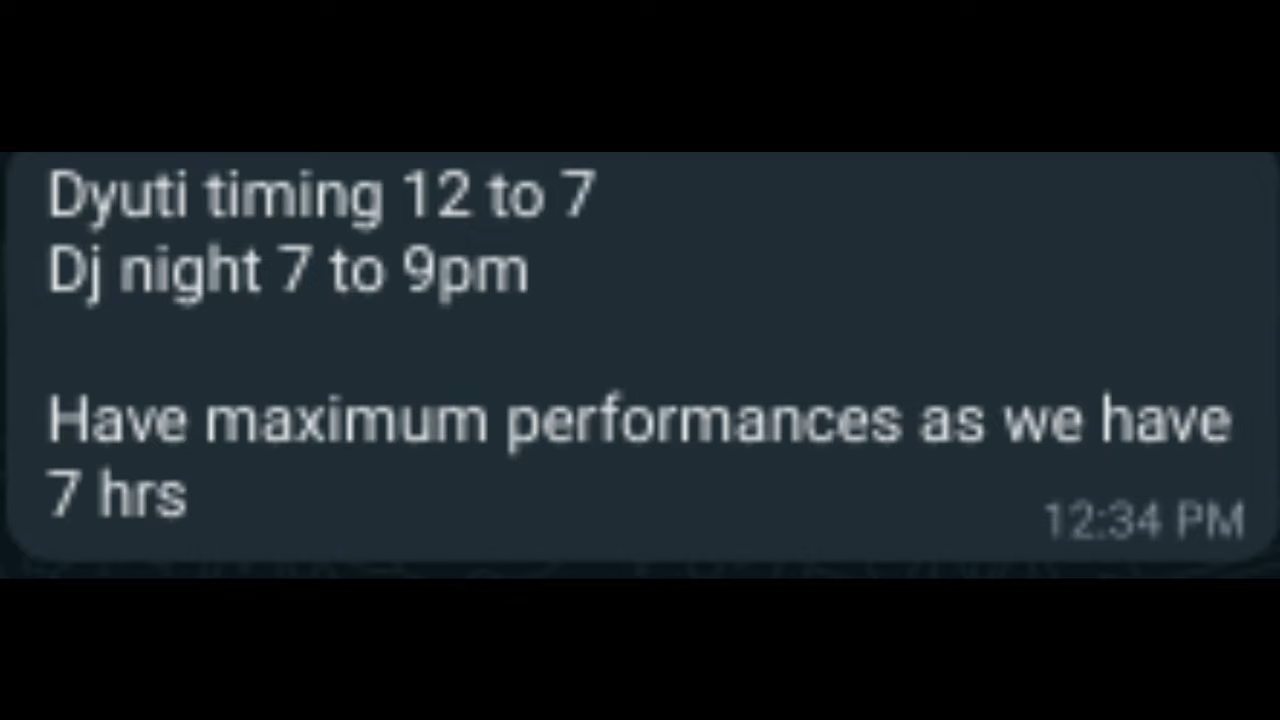 Dyuti timing 12 to 7
Dj night 7 to 9pm
Have maximum performances as we have
7 hrs
12:34 PM